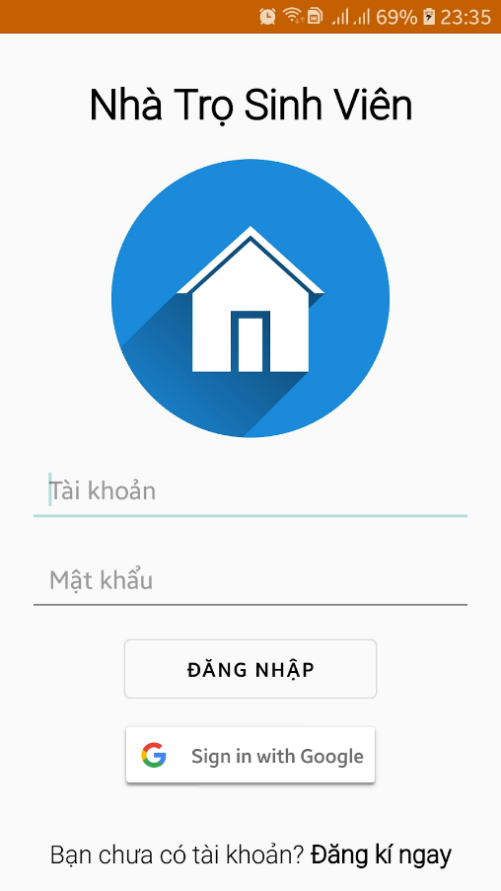 69% 23:35
Nhà Trọ Sinh Viên
Tài khoản
Mật khẩu
ĐĂNG NHẬP
G Sign in with Google
Bạn chưa có tài khoản? Đăng kí ngay